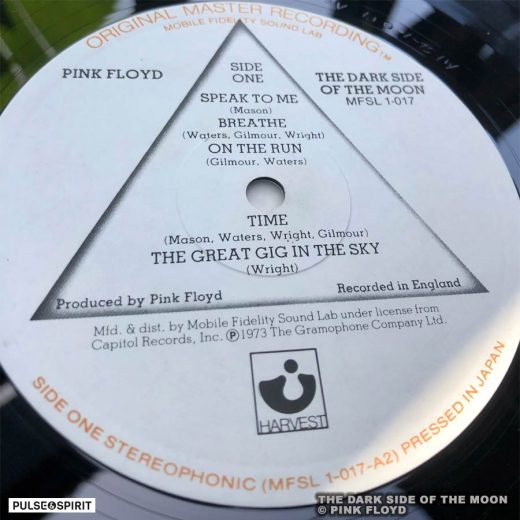 ORIGINAL MASTER RECORDING™
MOBILE FIDELITY SOUND LAB
PINK FLOYD
SIDE
ONE
THE DARK SIDE
OF THE MOON
MFSL 1-017
SPEAK TO ME
(Mason)
BREATHE
(Waters, Gilmour, Wright)
ON THE RUN
(Gilmour, Waters)
TIME
(Mason, Waters, Wright, Gilmour)
THE GREAT GIG IN THE SKY
(Wright)
Produced by Pink Floyd
Recorded in England
Mfd. & dist. by Mobile Fidelity Sound Lab under license from
Capitol Records, Inc. Ⓟ1973 The Gramophone Company Ltd.
HARVEST
SIDE ONE STEREOPHONIC (MFSL 1-017-A2) PRESSED IN JAPAN
PULSE&SPIRIT
THE DARK SIDE OF THE MOON
© PINK FLOYD